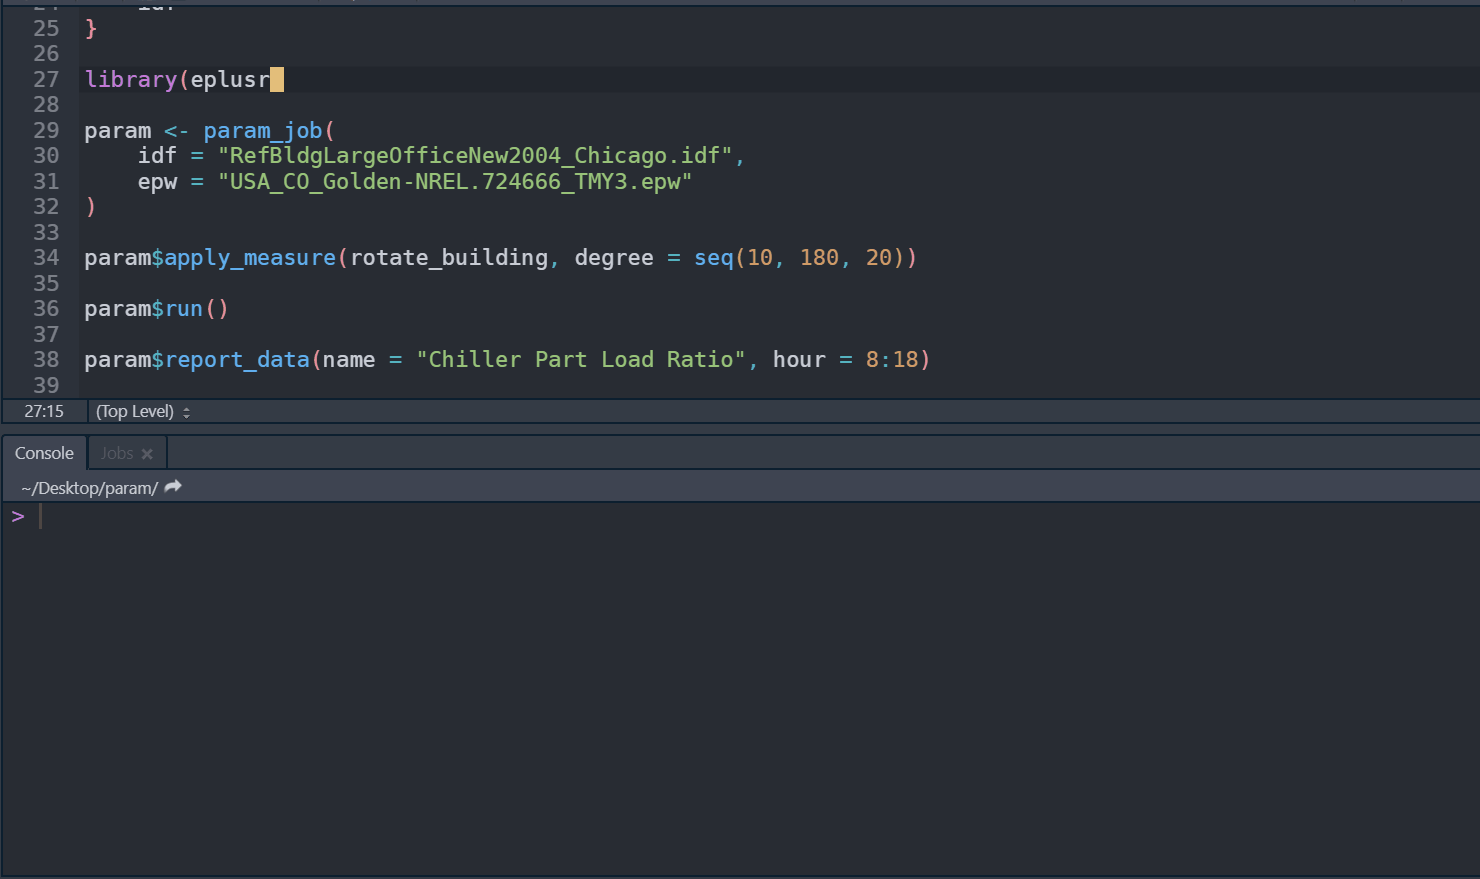 25 }
26
27 library(eplusr
28
29 param <- param_job(
30 idf = "RefBldgLargeOfficeNew2004_Chicago.idf",
31 epw = "USA_CO_Golden-NREL.724666_TMY3.epw"
32 )
33
34 param$apply_measure(rotate_building, degree = seq(10, 180, 20))
35
36 param$run()
37
38 param$report_data(name = "Chiller Part Load Ratio", hour = 8:18)
39
27:15 (Top Level)
Console Jobs
~/Desktop/param/
>